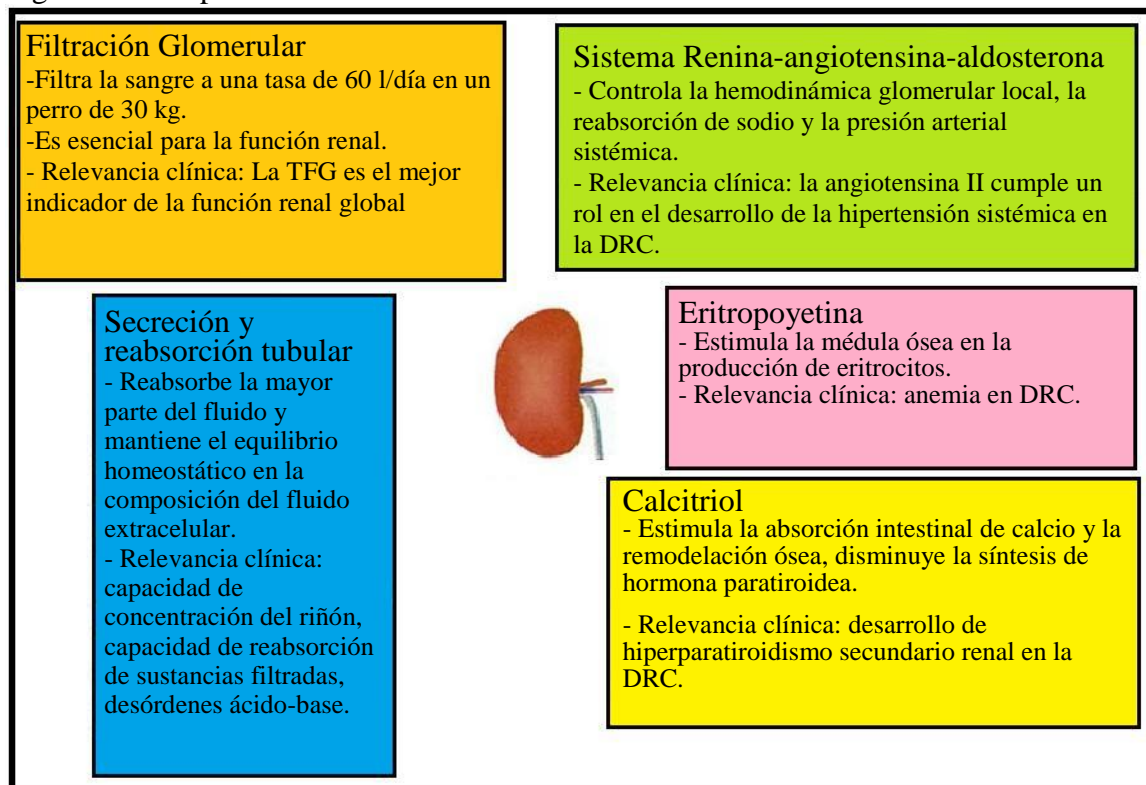 Filtración Glomerular
-Filtra la sangre a una tasa de 60 l/día en un
perro de 30 kg.
-Es esencial para la función renal.
- Relevancia clínica: La TFG es el mejor
indicador de la función renal global
Sistema Renina-angiotensina-aldosterona
- Controla la hemodinámica glomerular local, la
reabsorción de sodio y la presión arterial
sistémica.
- Relevancia clínica: la angiotensina II cumple un
rol en el desarrollo de la hipertensión sistémica en
la DRC.
Secreción y
reabsorción tubular
- Reabsorbe la mayor
parte del fluido y
mantiene el equilibrio
homeostático en la
composición del fluido
extracelular.
- Relevancia clínica:
capacidad de
concentración del riñón,
capacidad de reabsorción
de sustancias filtradas,
desórdenes ácido-base.
Eritropoyetina
- Estimula la médula ósea en la
producción de eritrocitos.
- Relevancia clínica: anemia en DRC.
Calcitriol
- Estimula la absorción intestinal de calcio y la
remodelación ósea, disminuye la síntesis de
hormona paratiroidea.
- Relevancia clínica: desarrollo de
hiperparatiroidismo secundario renal en la
DRC.